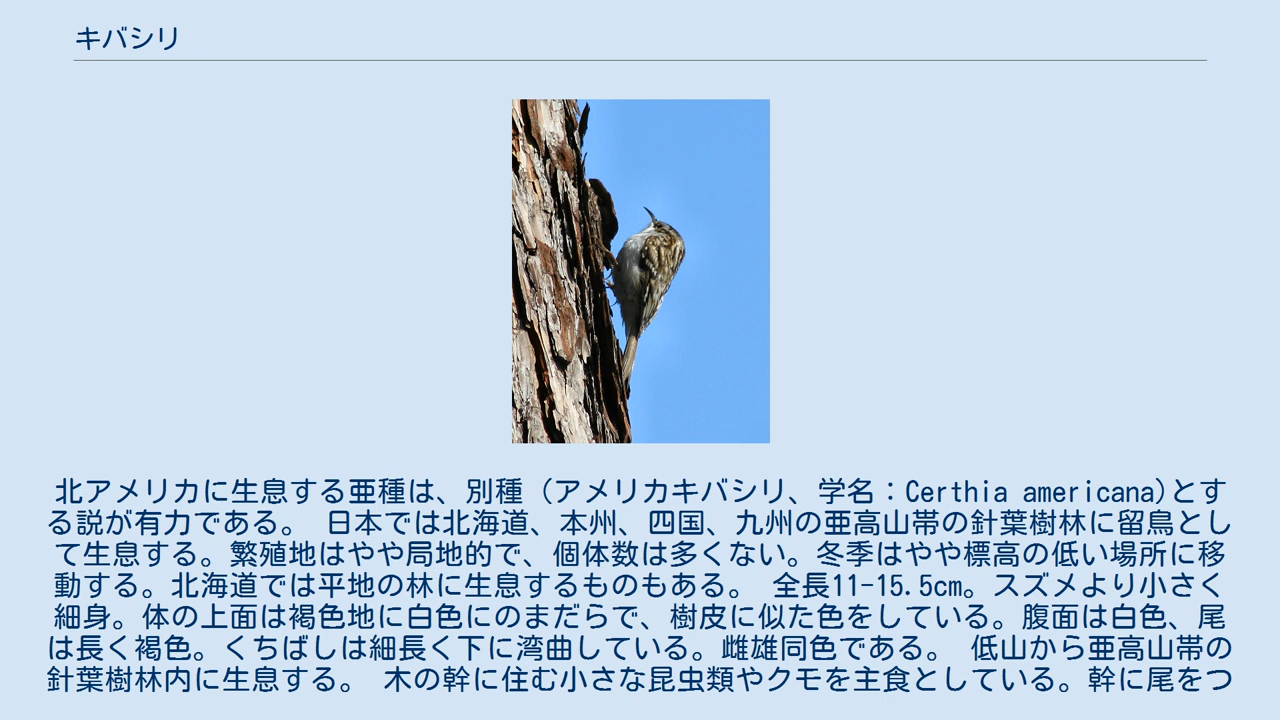 キバシリ
北アメリカに生息する亜種は、別種（アメリカキバシリ、学名：Certhia americana)とす
る説が有力である。 日本では北海道、本州、四国、九州の亜高山帯の針葉樹林に留鳥とし
て生息する。繁殖地はやや局地的で、個体数は多くない。冬季はやや標高の低い場所に移
動する。北海道では平地の林に生息するものもある。 全長11-15.5cm。スズメより小さく
細身。体の上面は褐色地に白色にのまだらで、樹皮に似た色をしている。腹面は白色、尾
は長く褐色。くちばしは細長く下に湾曲している。雌雄同色である。 低山から亜高山帯の
針葉樹林内に生息する。 木の幹に住む小さな昆虫類やクモを主食としている。幹に尾をつ